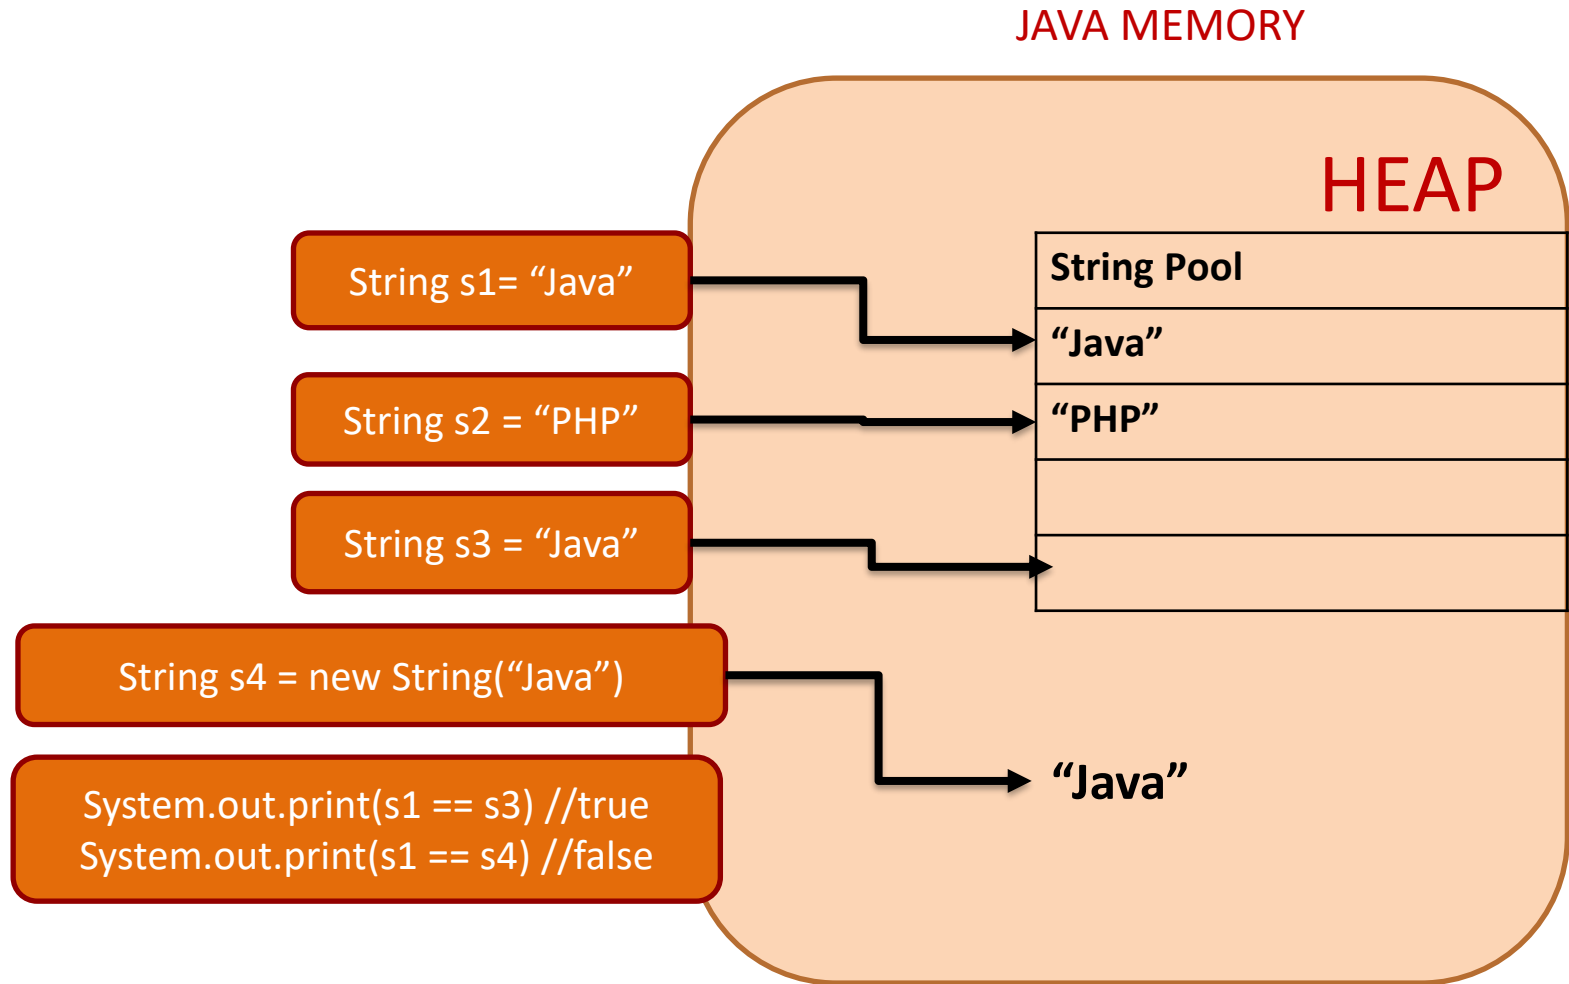 JAVA MEMORY
HEAP
String s1= “Java”
String Pool
“Java”
String s2 = “PHP”
“PHP”
String s3 = “Java”
String s4 = new String(“Java”)
“Java”
System.out.print(s1 == s3) //true
System.out.print(s1 == s4) //false